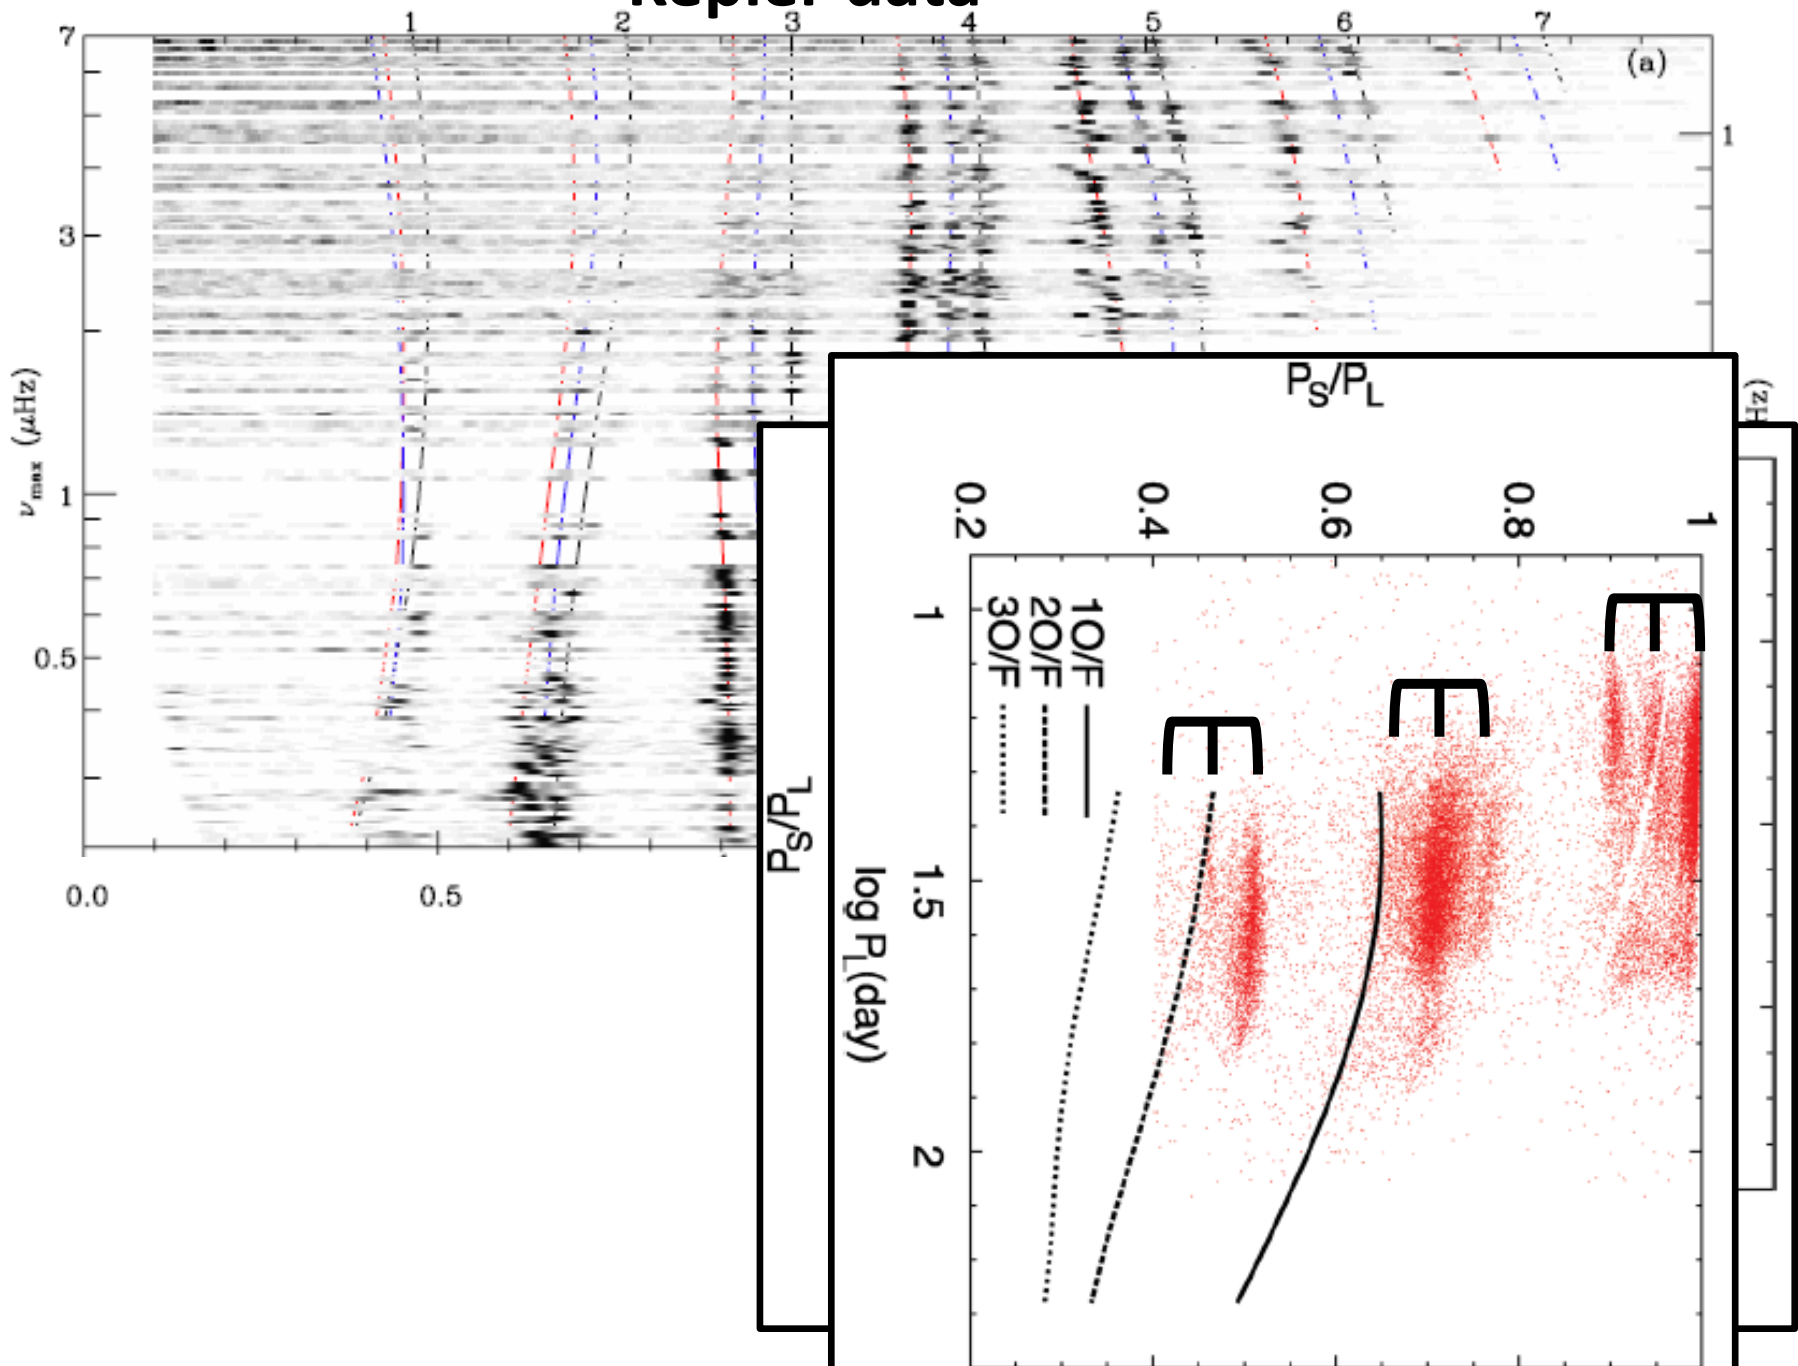 Kepler data
1 2 3 4 5 6 7
7
(a)
1
3
ν_max (μHz)
1
0.5
0.0 0.5
P_S/P_L
P_S/P_L
0.2 0.4 0.6 0.8 1
1O/F
2O/F
3O/F
1 1.5 2
log P_L(day)